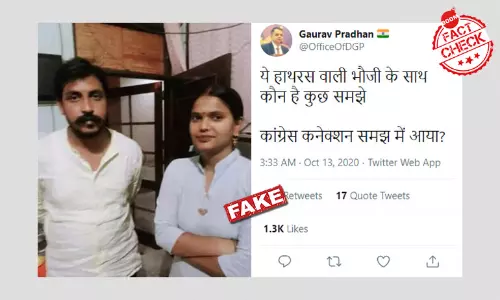 Gaurav Pradhan
@OfficeOfDGP
BOOM
FACT
CHECK
ये हाथरस वाली भौजी के साथ
कौन है कुछ समझे
कांग्रेस कनेक्शन समझ में आया?
3:33 AM · Oct 13, 2020 · Twitter Web App
FAKE
Retweets 17 Quote Tweets
1.3K Likes